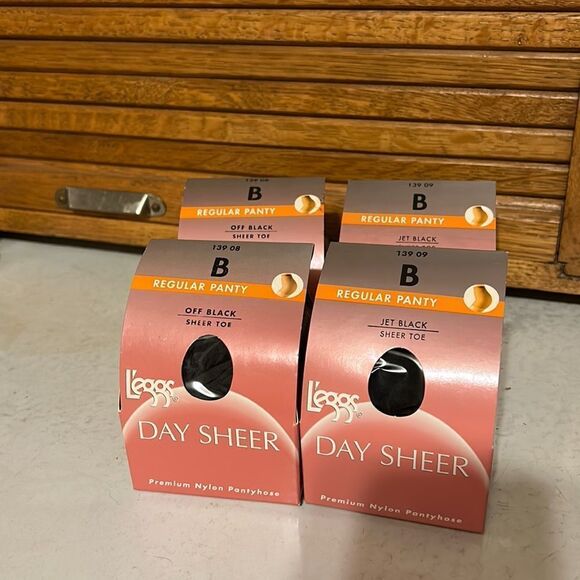 139 08
B
REGULAR PANTY
OFF BLACK
SHEER TOE
139 09
B
REGULAR PANTY
JET BLACK
139 08
B
REGULAR PANTY
OFF BLACK
SHEER TOE
L'eggs
DAY SHEER
Premium Nylon Pantyhose
139 09
B
REGULAR PANTY
JET BLACK
SHEER TOE
L'eggs
DAY SHEER
Premium Nylon Pantyhose